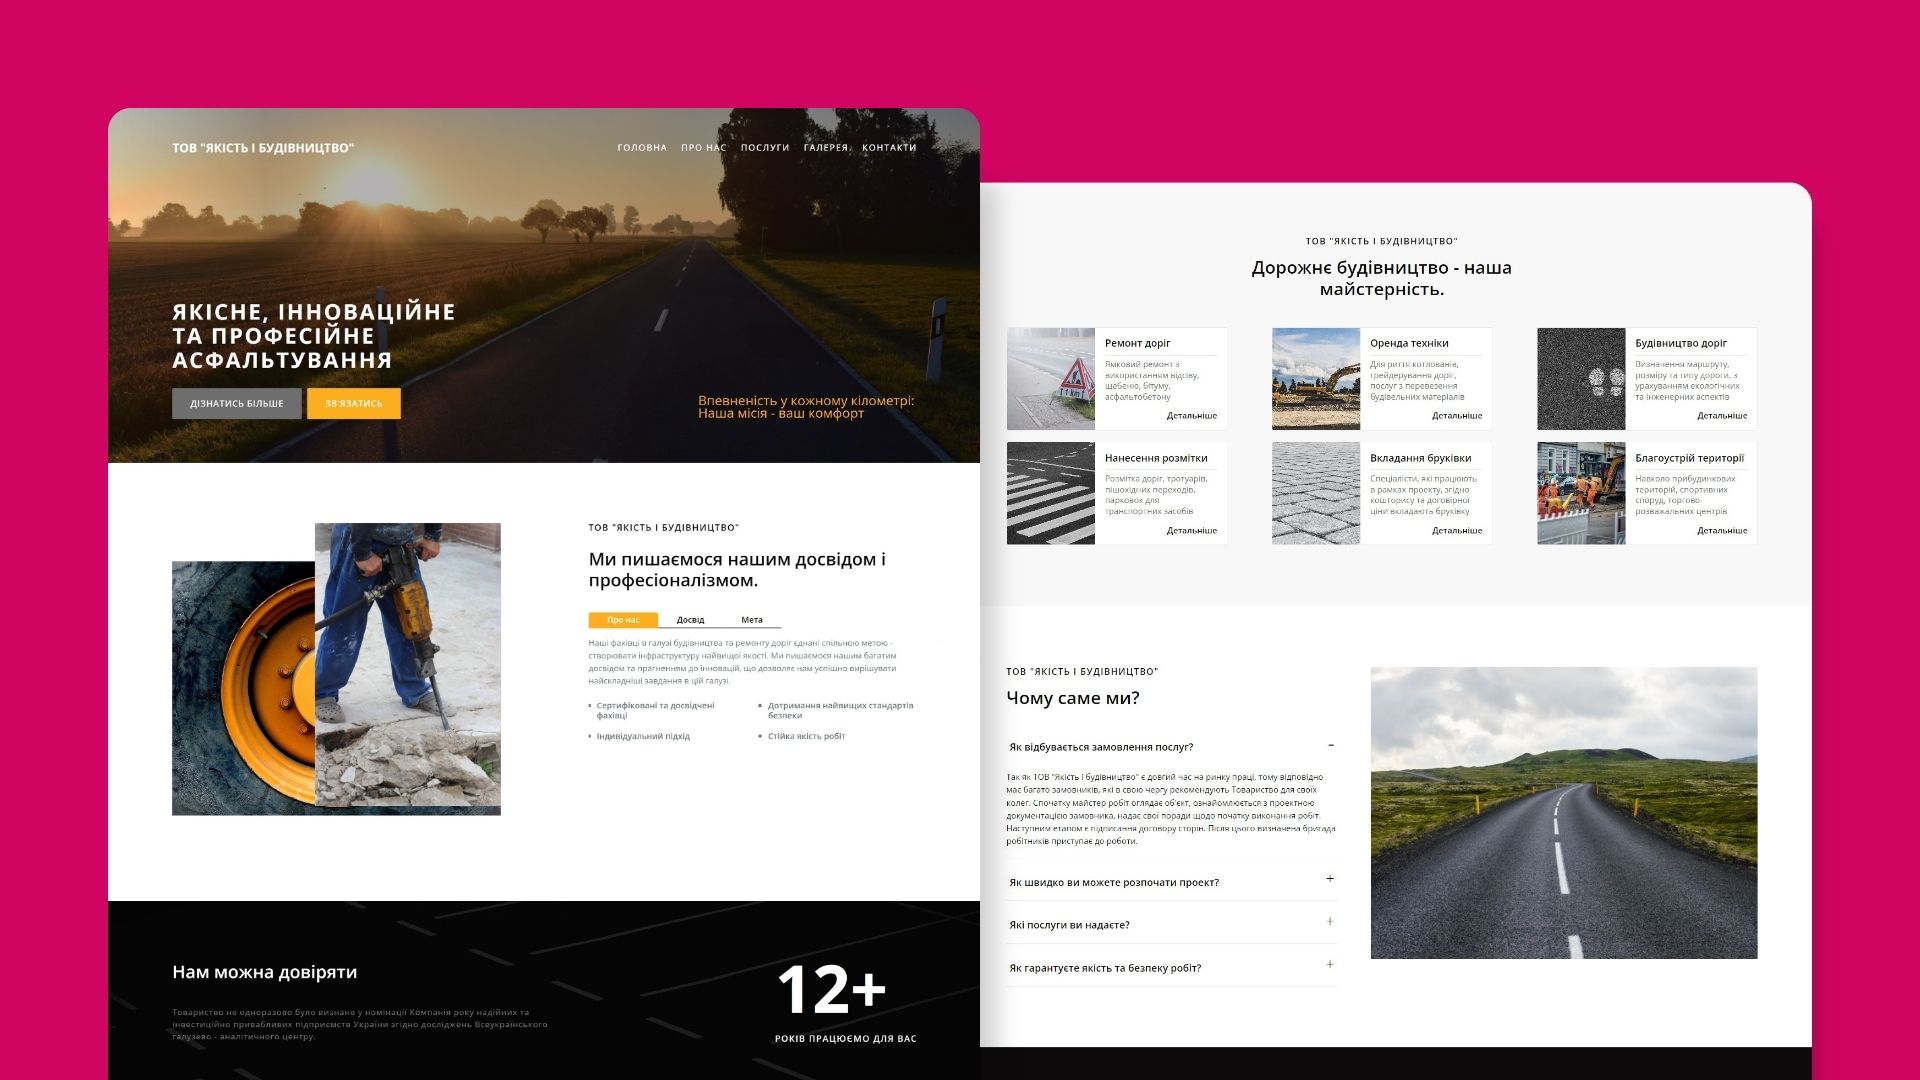 ТОВ "ЯКІСТЬ І БУДІВНИЦТВО"
ГОЛОВНА ПРО НАС ПОСЛУГИ ГАЛЕРЕЯ КОНТАКТИ
ЯКІСНЕ, ІННОВАЦІЙНЕ
ТА ПРОФЕСІЙНЕ
АСФАЛЬТУВАННЯ
ДІЗНАТИСЬ БІЛЬШЕ
ЗВ'ЯЗАТИСЬ
Впевненість у кожному кілометрі:
Наша місія - ваш комфорт
ТОВ "ЯКІСТЬ І БУДІВНИЦТВО"
Ми пишаємося нашим досвідом і
професіоналізмом.
Про нас Досвід Мета
Наші фахівці в галузі будівництва та ремонту доріг єднані спільною метою -
створювати інфраструктуру найвищої якості. Ми пишаємося нашим багатим
досвідом та прагненням до інновацій, що дозволяє нам успішно вирішувати
найскладніші завдання в цій галузі.
Сертифіковані та досвідчені
фахівці
Дотримання найвищих стандартів
безпеки
Індивідуальний підхід
Стійка якість робіт
Нам можна довіряти
Товариство не одноразово було визнане у номінації Компанія року надійних та
інвестиційно привабливих підприємств України згідно досліджень Всеукраїнського
галузево - аналітичного центру.
12+
РОКІВ ПРАЦЮЄМО ДЛЯ ВАС
ТОВ "ЯКІСТЬ І БУДІВНИЦТВО"
Дорожнє будівництво - наша
майстерність.
Ремонт доріг
Ямковий ремонт з
використанням відсіву,
щебеню, бітуму,
асфальтобетону
Детальніше
Оренда техніки
Для риття котлованів,
грейдерування доріг,
послуг з перевезення
будівельних матеріалів
Детальніше
Будівництво доріг
Визначення маршруту,
розміру та типу дороги, з
урахуванням екологічних
та інженерних аспектів
Детальніше
Нанесення розмітки
Розмітка доріг, тротуарів,
пішохідних переходів,
парковок для
транспортних засобів
Детальніше
Вкладання бруківки
Спеціалісти, які працюють
в рамках проекту, згідно
кошторису та договірної
ціни вкладають бруківку
Детальніше
Благоустрій території
Навколо прибудинкових
територій, спортивних
споруд, торгово-
розважальних центрів
Детальніше
ТОВ "ЯКІСТЬ І БУДІВНИЦТВО"
Чому саме ми?
Як відбувається замовлення послуг? -
Так як ТОВ "Якість і будівництво" є довгий час на ринку праці, тому відповідно
має багато замовників, які в свою чергу рекомендують Товариство для своїх
колег. Спочатку майстер робіт оглядає об'єкт, ознайомлюється з проектною
документацією замовника, надає свої поради щодо початку виконання робіт.
Наступним етапом є підписання договору сторін. Після цього визначена бригада
робітників приступає до роботи.
Як швидко ви можете розпочати проект? +
Які послуги ви надаєте? +
Як гарантуєте якість та безпеку робіт? +